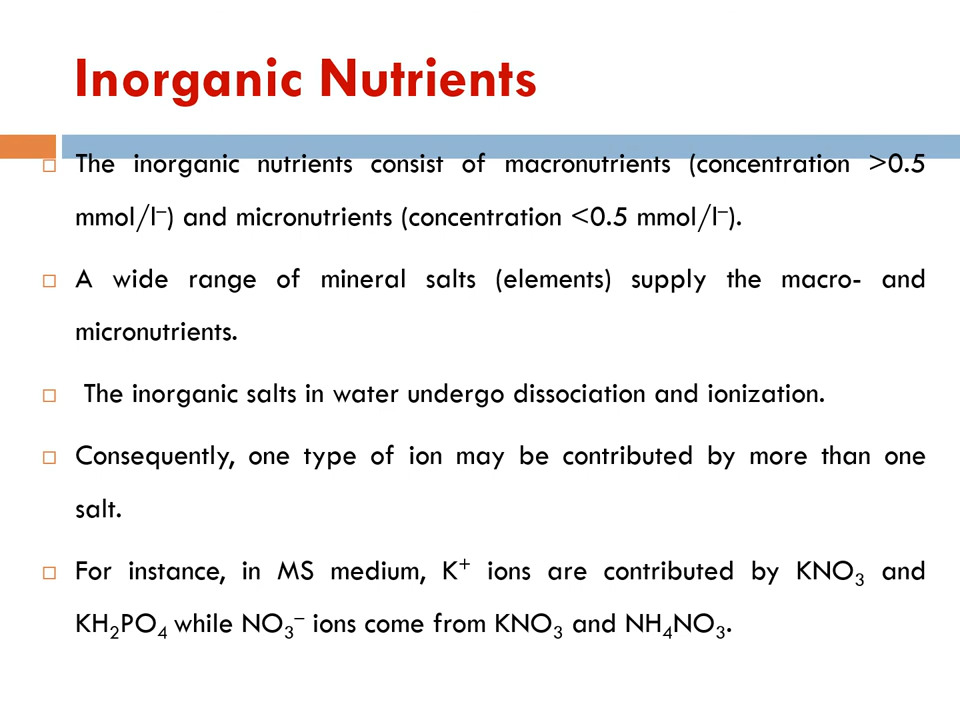 Inorganic Nutrients
The inorganic nutrients consist of macronutrients (concentration >0.5
mmol/l⁻) and micronutrients (concentration <0.5 mmol/l⁻).
A wide range of mineral salts (elements) supply the macro- and
micronutrients.
The inorganic salts in water undergo dissociation and ionization.
Consequently, one type of ion may be contributed by more than one
salt.
For instance, in MS medium, K⁺ ions are contributed by KNO₃ and
KH₂PO₄ while NO₃⁻ ions come from KNO₃ and NH₄NO₃.